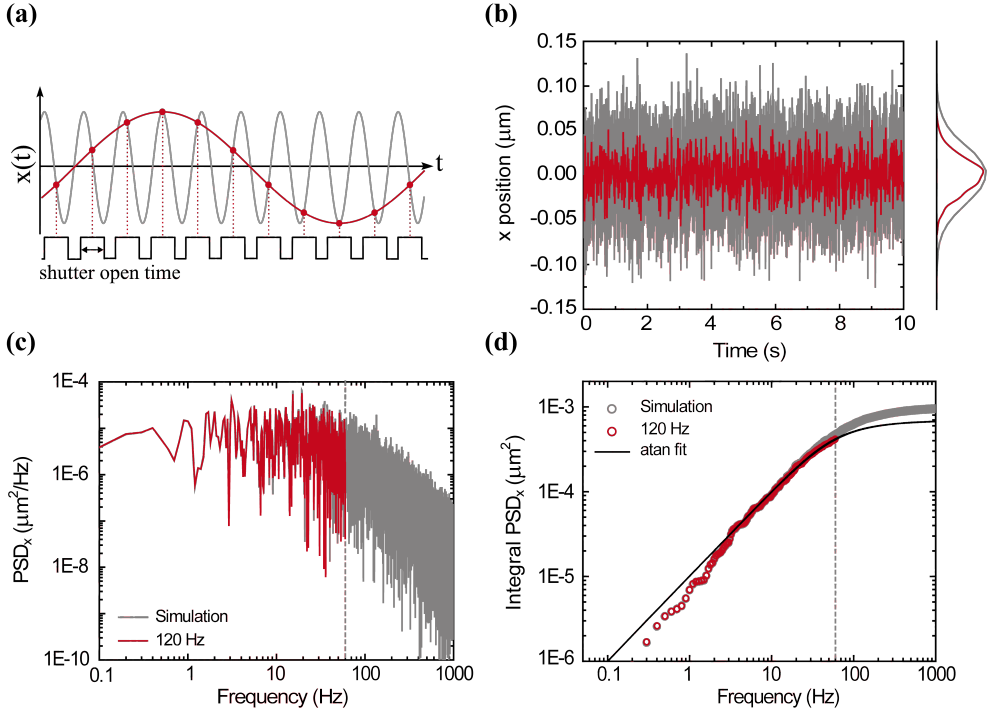 (a)
x(t)
t
shutter open time
(b)
0.15
0.10
0.05
0.00
-0.05
-0.10
-0.15
x position (μm)
0 2 4 6 8 10
Time (s)
(c)
1E-4
1E-6
1E-8
1E-10
PSDx (μm²/Hz)
Simulation
120 Hz
0.1 1 10 100 1000
Frequency (Hz)
(d)
1E-3
1E-4
1E-5
1E-6
Integral PSDx (μm²)
Simulation
120 Hz
atan fit
0.1 1 10 100 1000
Frequency (Hz)